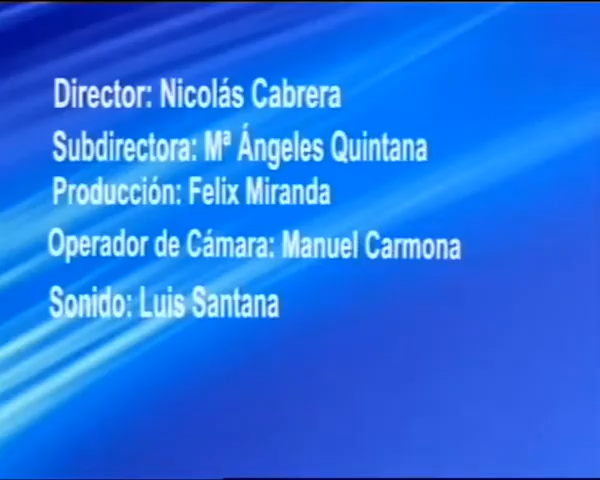 Director: Nicolás Cabrera
Subdirectora: Mª Ángeles Quintana
Producción: Felix Miranda
Operador de Cámara: Manuel Carmona
Sonido: Luis Santana